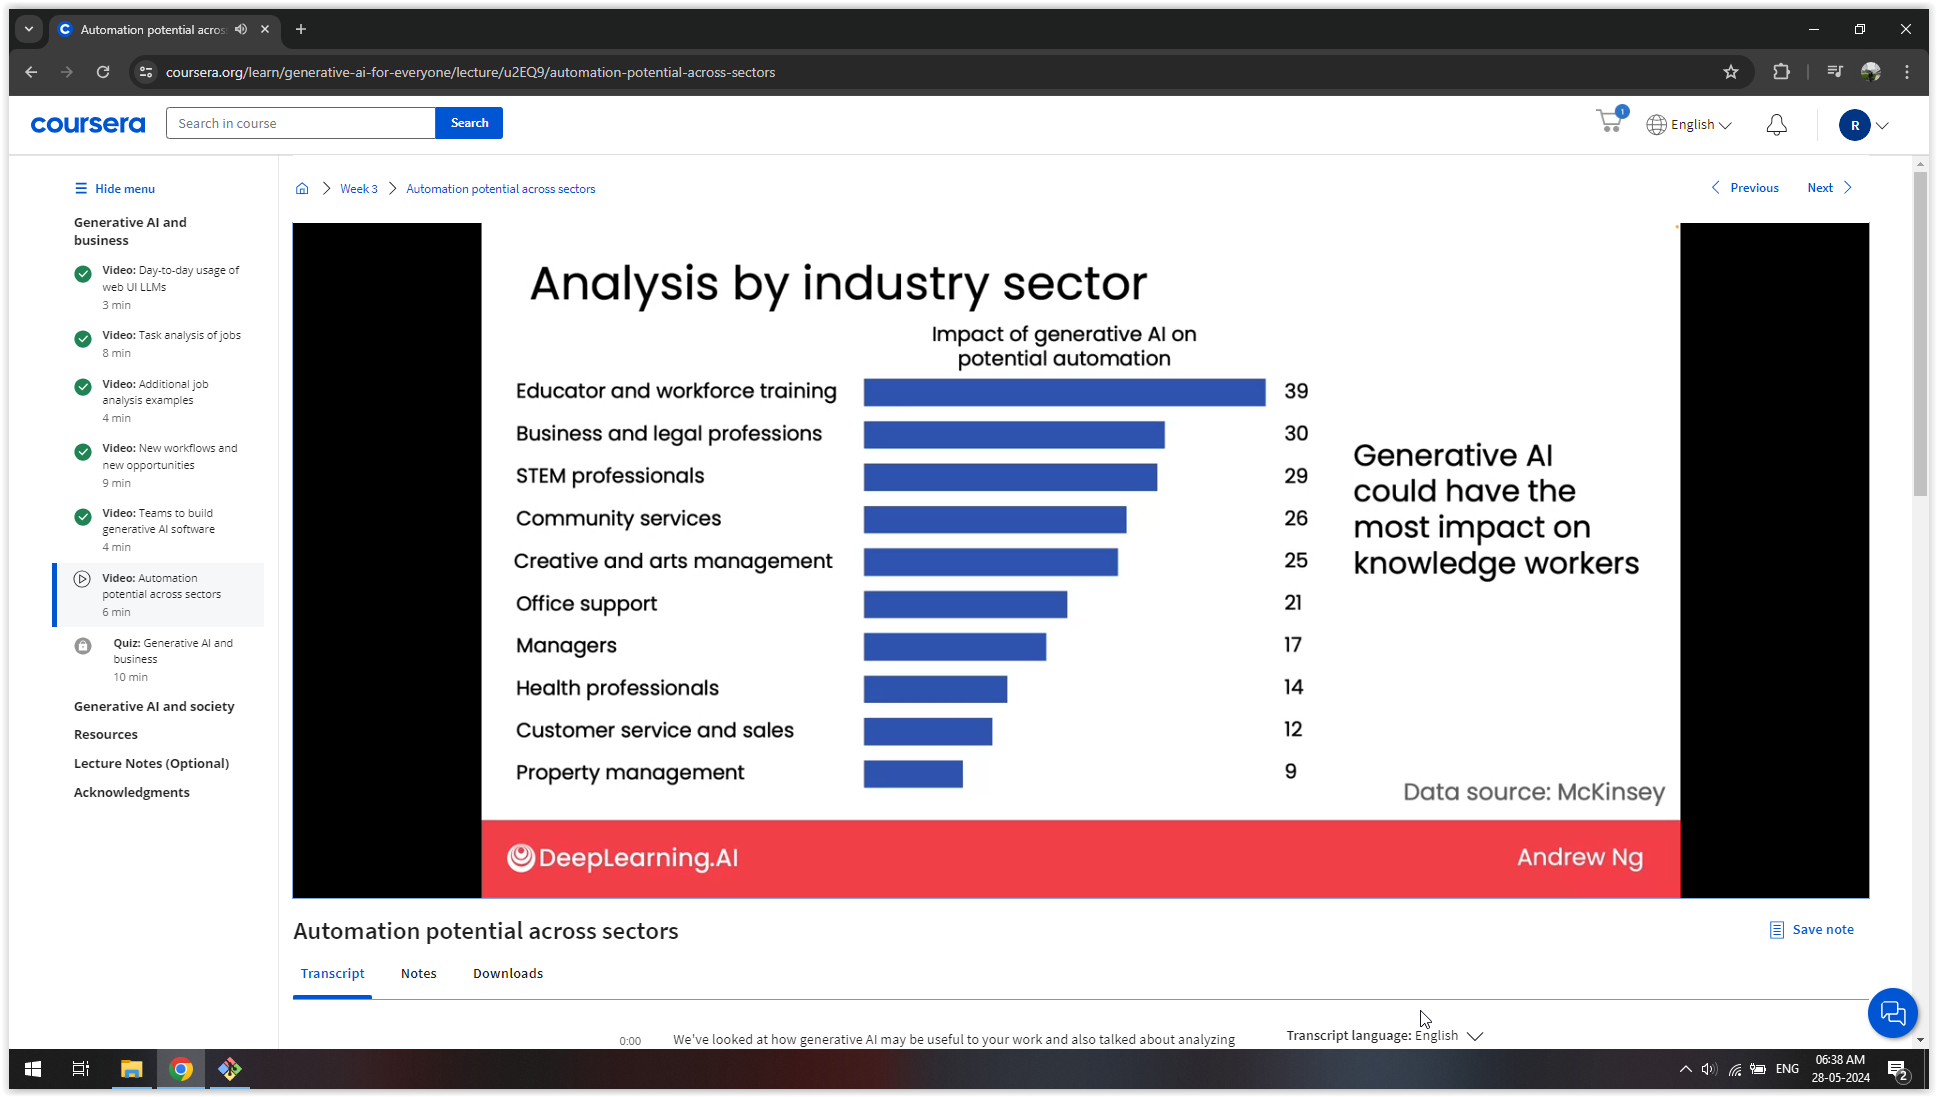 Automation potential acros
coursera.org/learn/generative-ai-for-everyone/lecture/u2EQ9/automation-potential-across-sectors
coursera
Search in course
Search
1
English
R
Hide menu
Generative AI and
business
Video: Day-to-day usage of
web UI LLMs
3 min
Video: Task analysis of jobs
8 min
Video: Additional job
analysis examples
4 min
Video: New workflows and
new opportunities
9 min
Video: Teams to build
generative AI software
4 min
Video: Automation
potential across sectors
6 min
Quiz: Generative AI and
business
10 min
Generative AI and society
Resources
Lecture Notes (Optional)
Acknowledgments
Week 3
Automation potential across sectors
Previous
Next
Analysis by industry sector
Impact of generative AI on
potential automation
Educator and workforce training 39
Business and legal professions 30
STEM professionals 29
Community services 26
Creative and arts management 25
Office support 21
Managers 17
Health professionals 14
Customer service and sales 12
Property management 9
Generative AI
could have the
most impact on
knowledge workers
Data source: McKinsey
DeepLearning.AI
Andrew Ng
Automation potential across sectors
Save note
Transcript
Notes
Downloads
0:00
We've looked at how generative AI may be useful to your work and also talked about analyzing
Transcript language: English
ENG
06:38 AM
28-05-2024
2